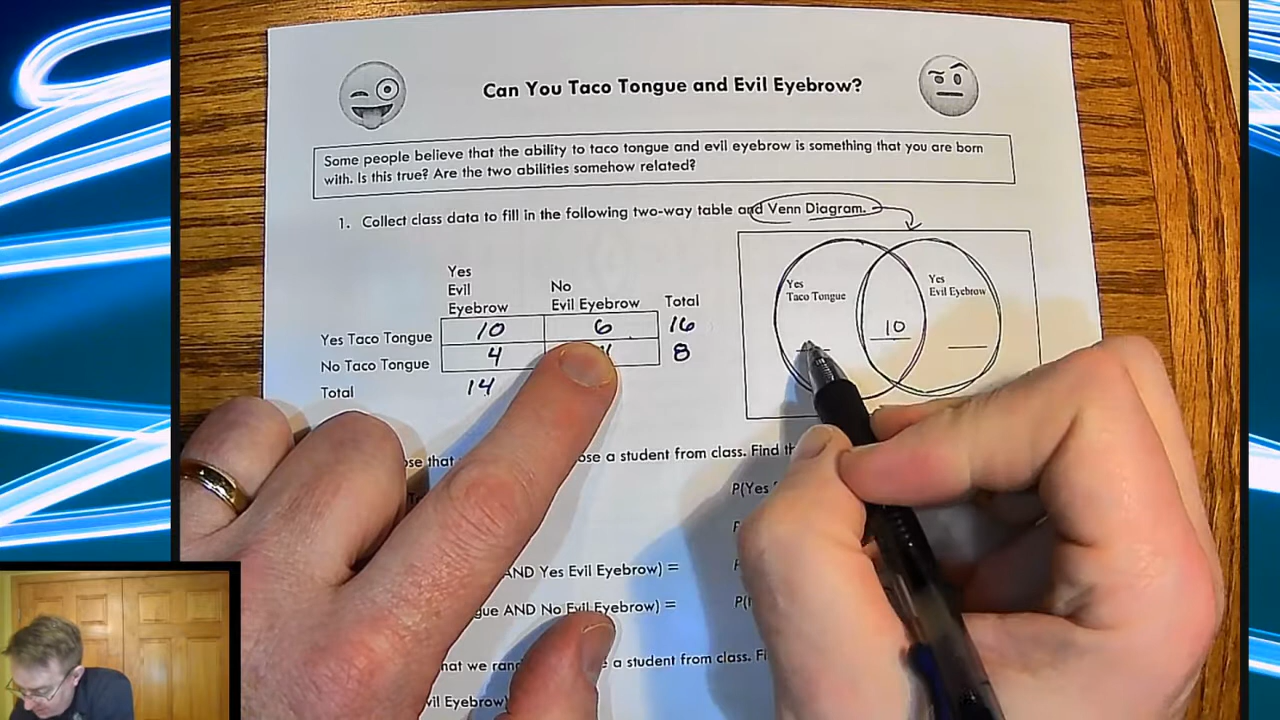 Can You Taco Tongue and Evil Eyebrow?
Some people believe that the ability to taco tongue and evil eyebrow is something that you are born
with. Is this true? Are the two abilities somehow related?
1. Collect class data to fill in the following two-way table and Venn Diagram.
Yes
Evil
Eyebrow
No
Evil Eyebrow
Total
Yes Taco Tongue 10 6 16
No Taco Tongue 4 8
Total 14
Yes
Taco Tongue
10
Yes
Evil Eyebrow
ose that
ose a student from class. Find
P(Yes
AND Yes Evil Eyebrow) =
gue AND No Evil Eyebrow) =
hat we
a student from class.
vil Eyebrow)